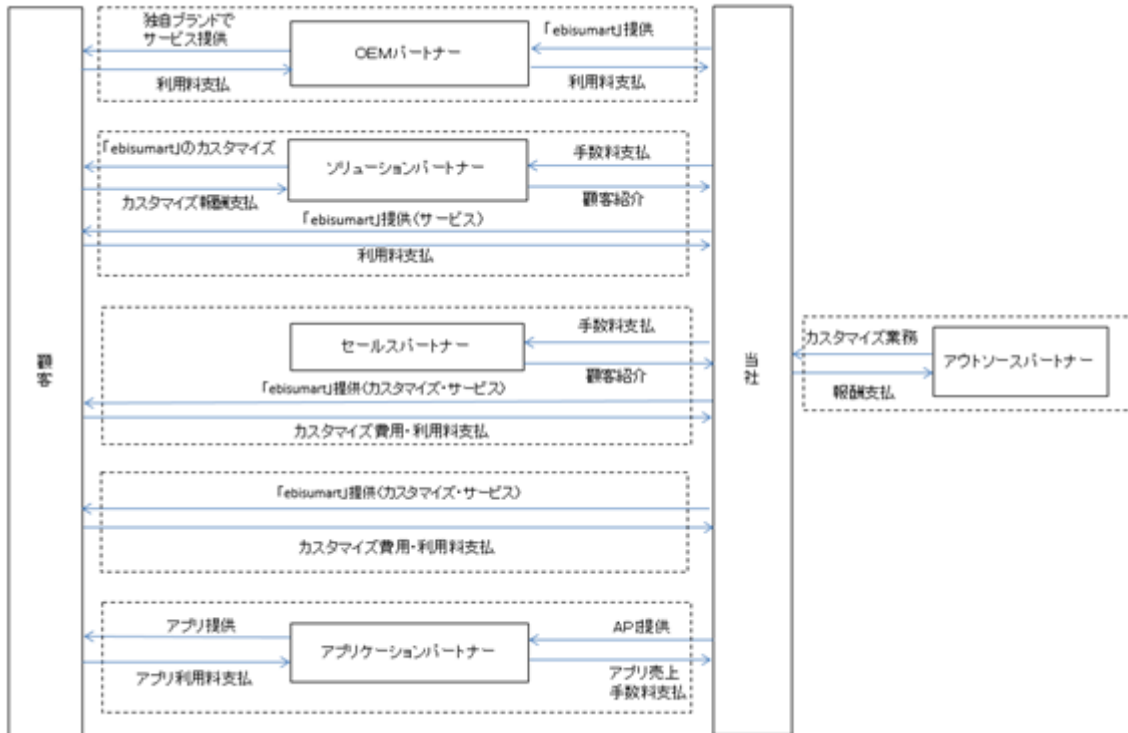 独自ブランドで
サービス提供
利用料支払
OEMパートナー
「ebisumart」提供
利用料支払
「ebisumart」のカスタマイズ
カスタマイズ報酬支払
ソリューションパートナー
手数料支払
顧客紹介
「ebisumart」提供(サービス)
利用料支払
セールスパートナー
手数料支払
顧客紹介
「ebisumart」提供(カスタマイズ・サービス)
カスタマイズ費用・利用料支払
顧客
当社
カスタマイズ業務
報酬支払
アウトソースパートナー
「ebisumart」提供(カスタマイズ・サービス)
カスタマイズ費用・利用料支払
アプリ提供
アプリ利用料支払
アプリケーションパートナー
API提供
アプリ売上
手数料支払